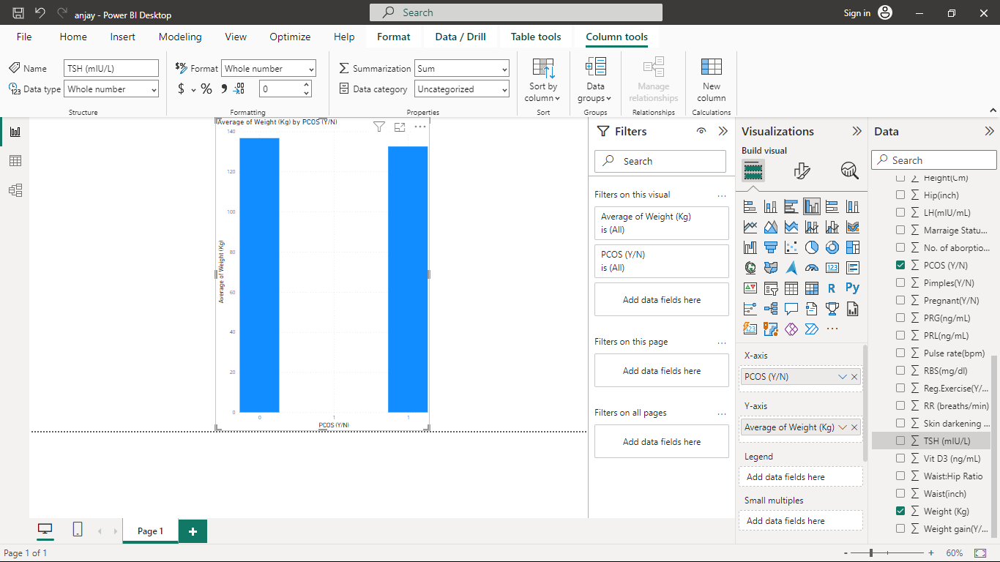 anjay - Power BI Desktop
Search
Sign in
File
Home
Insert
Modeling
View
Optimize
Help
Format
Data / Drill
Table tools
Column tools
Name
TSH (mIU/L)
Data type
Whole number
Structure
Format
Whole number
$ % 9 .00
0
Formatting
Summarization
Sum
Data category
Uncategorized
Properties
Sort by
column
Sort
Data
groups
Groups
Manage
relationships
Relationships
New
column
Calculations
Average of Weight (Kg) by PCOS (Y/N)
140
120
100
80
60
40
20
0
Average of Weight (Kg)
0
1
1
PCOS (Y/N)
Filters
Search
Filters on this visual
...
Average of Weight (Kg)
is (All)
PCOS (Y/N)
is (All)
Add data fields here
Filters on this page
...
Add data fields here
Filters on all pages
...
Add data fields here
Visualizations
Build visual
123
R
Py
123
...
X-axis
PCOS (Y/N)
Y-axis
Average of Weight (Kg)
Legend
Add data fields here
Small multiples
Add data fields here
Data
Search
Height(Cm)
Hip(inch)
LH(mIU/mL)
Marraige Statu...
No. of aborptio...
PCOS (Y/N)
Pimples(Y/N)
Pregnant(Y/N)
PRG(ng/mL)
PRL(ng/mL)
Pulse rate(bpm)
RBS(mg/dl)
Reg.Exercise(Y/...
RR (breaths/min)
Skin darkening ...
TSH (mIU/L)
Vit D3 (ng/mL)
Waist:Hip Ratio
Waist(inch)
Weight (Kg)
Weight gain(Y/...
Page 1
+
Page 1 of 1
- + 60%